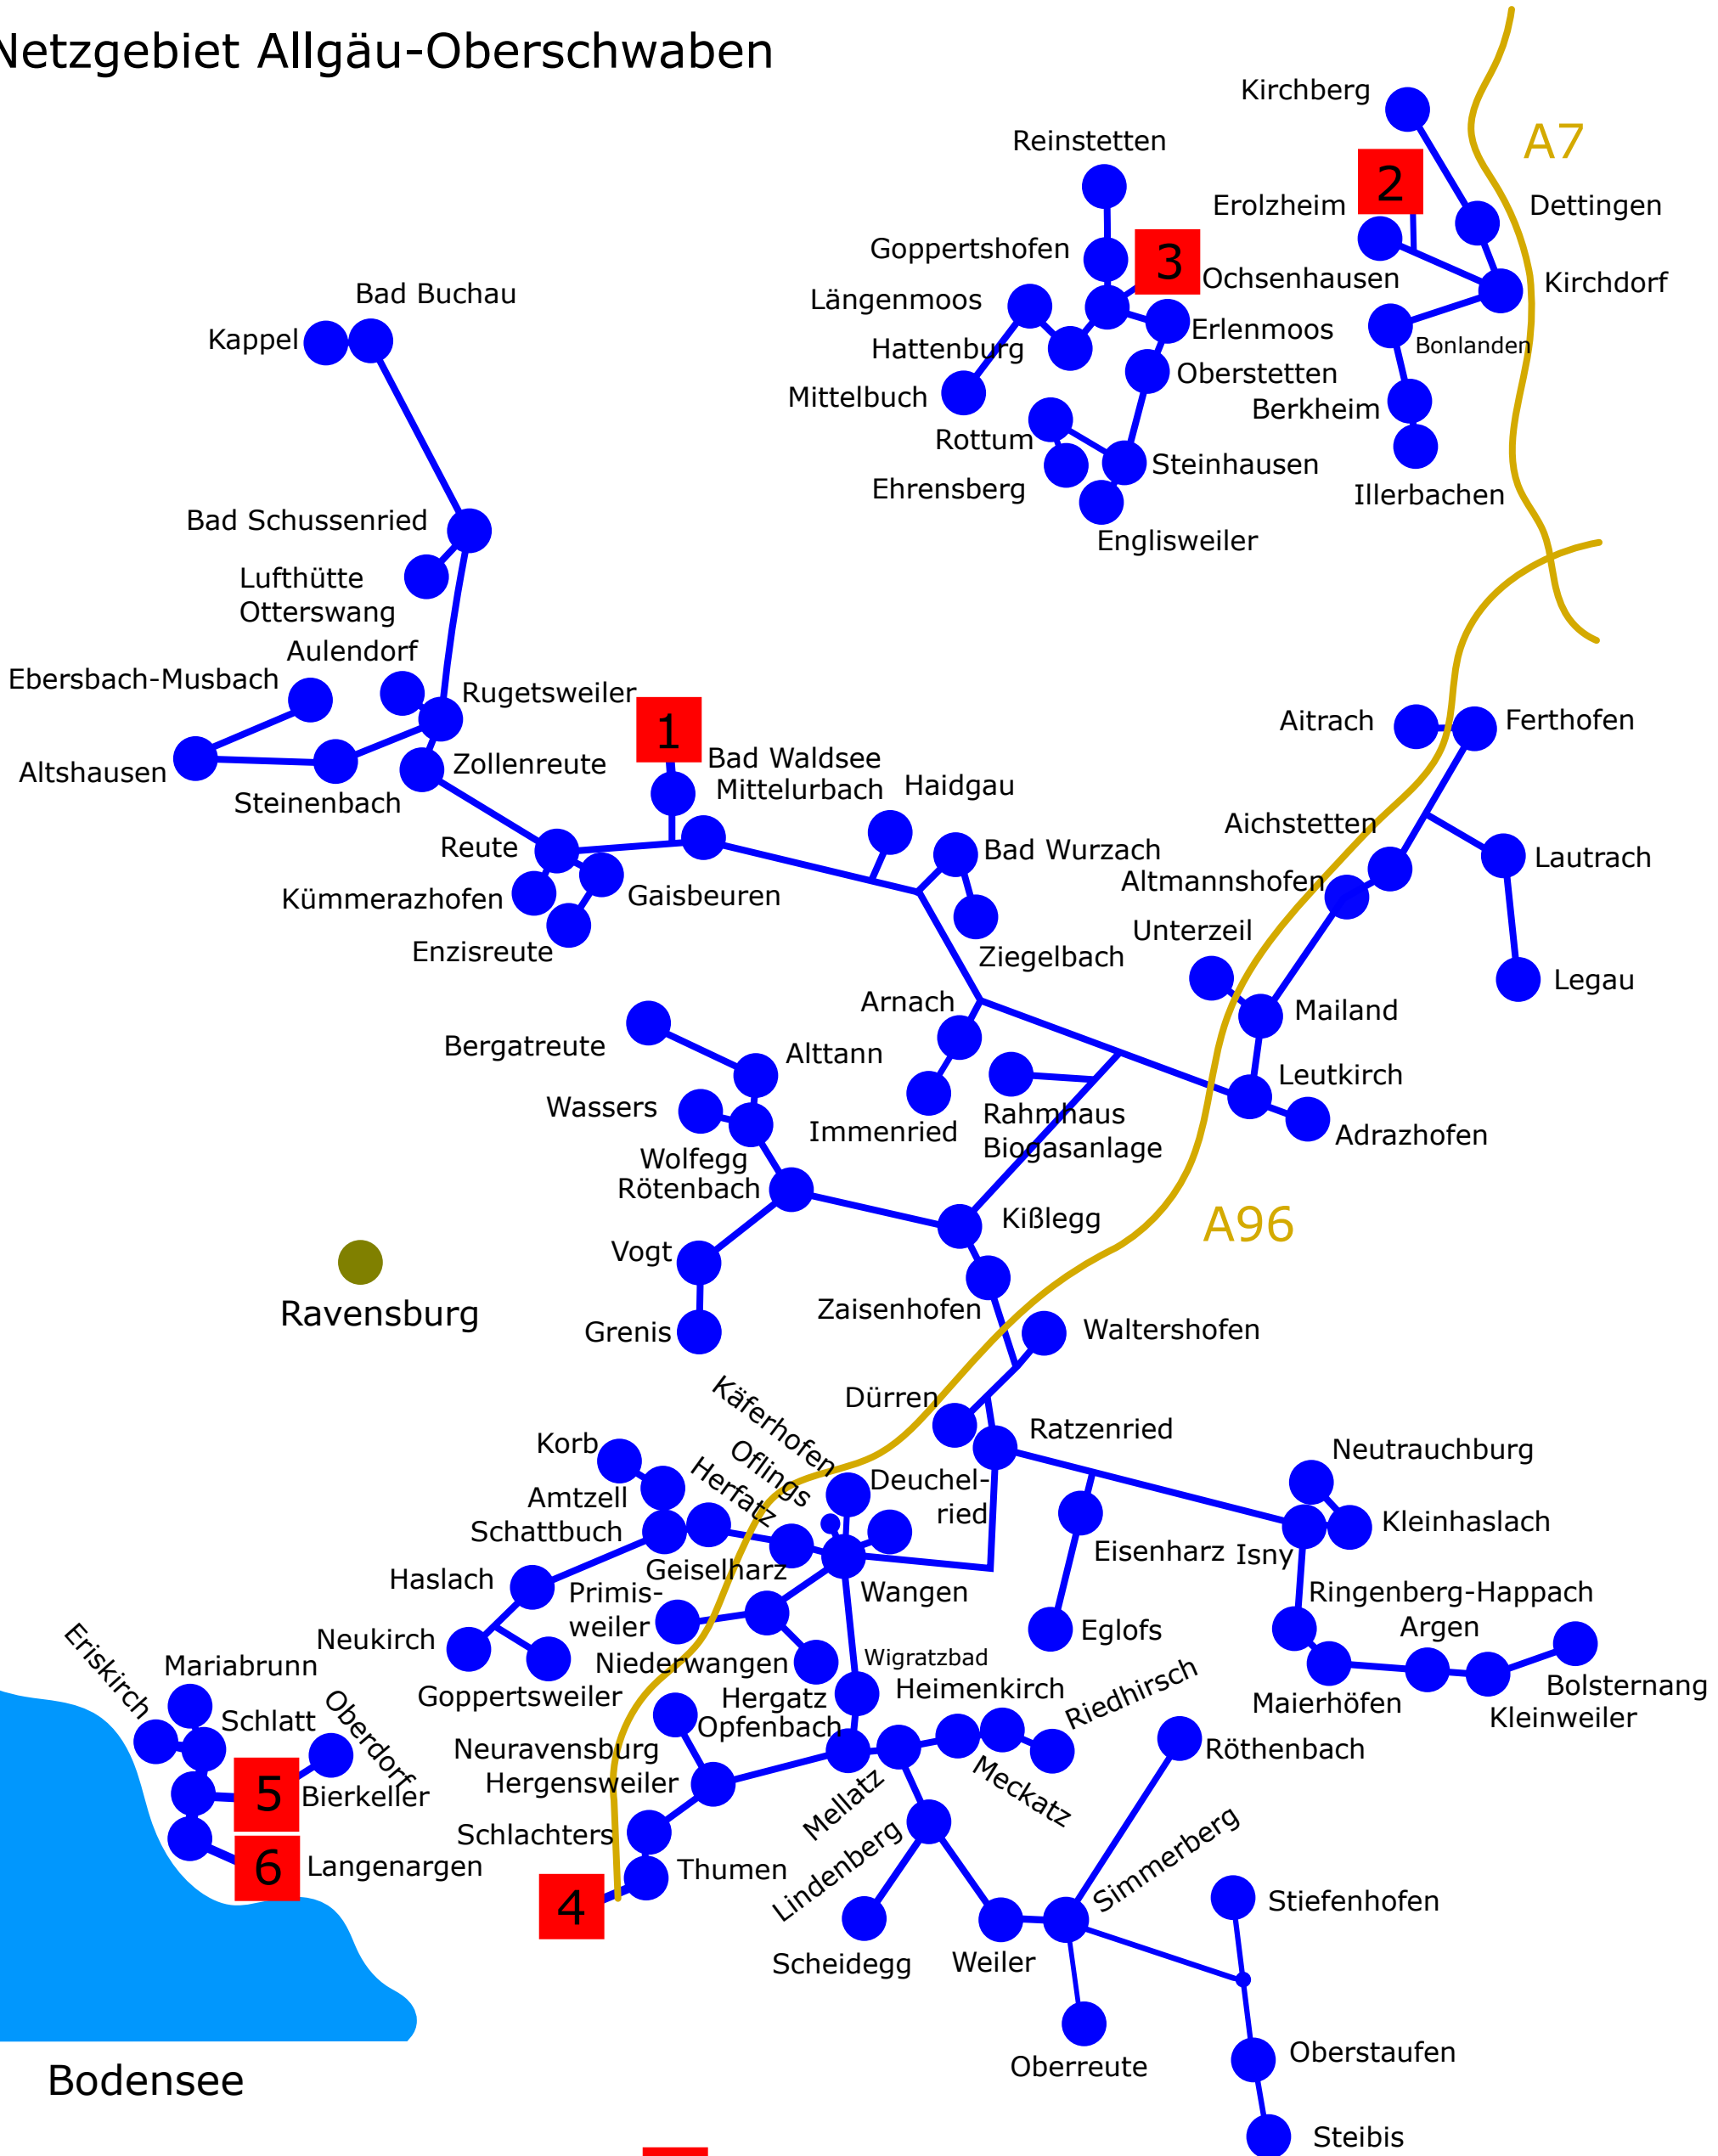 Netzgebiet Allgäu-Oberschwaben
Kirchberg
A7
Reinstetten
2
Erolzheim
Dettingen
Goppertshofen
3
Ochsenhausen
Kirchdorf
Bad Buchau
Längenmoos
Erlenmoos
Kappel
Hattenburg
Bonlanden
Oberstetten
Mittelbuch
Berkheim
Rottum
Steinhausen
Ehrensberg
Illerbachen
Bad Schussenried
Englisweiler
Lufthütte
Otterswang
Aulendorf
Ebersbach-Musbach
Rugetsweiler
1
Aitrach
Ferthofen
Altshausen
Zollenreute
Bad Waldsee
Mittelurbach
Haidgau
Steinenbach
Aichstetten
Reute
Bad Wurzach
Lautrach
Altmannshofen
Kümmerazhofen
Gaisbeuren
Unterzeil
Enzisreute
Ziegelbach
Legau
Arnach
Mailand
Bergatreute
Alttann
Leutkirch
Wassers
Rahmhaus
Biogasanlage
Immenried
Adrazhofen
Wolfegg
Rötenbach
Kißlegg
A96
Vogt
Ravensburg
Zaisenhofen
Grenis
Waltershofen
Käferhofen
Dürren
Ratzenried
Korb
Oflings
Neutrauchburg
Herfatz
Deuchel-
ried
Amtzell
Schattbuch
Kleinhaslach
Geiselharz
Eisenharz
Isny
Haslach
Primis-
weiler
Wangen
Ringenberg-Happach
Argen
Eriskirch
Neukirch
Eglofs
Mariabrunn
Niederwangen
Wigratzbad
Heimenkirch
Riedhirsch
Bolsternang
Goppertsweiler
Hergatz
Maierhöfen
Kleinweiler
Schlatt
Oberdorf
Opfenbach
Neuravensburg
Hergensweiler
Röthenbach
5
Bierkeller
Mellatz
Meckatz
Schlachters
Lindenberg
Simmerberg
6
Langenargen
Thumen
4
Stiefenhofen
Scheidegg
Weiler
Oberreute
Oberstaufen
Bodensee
Steibis